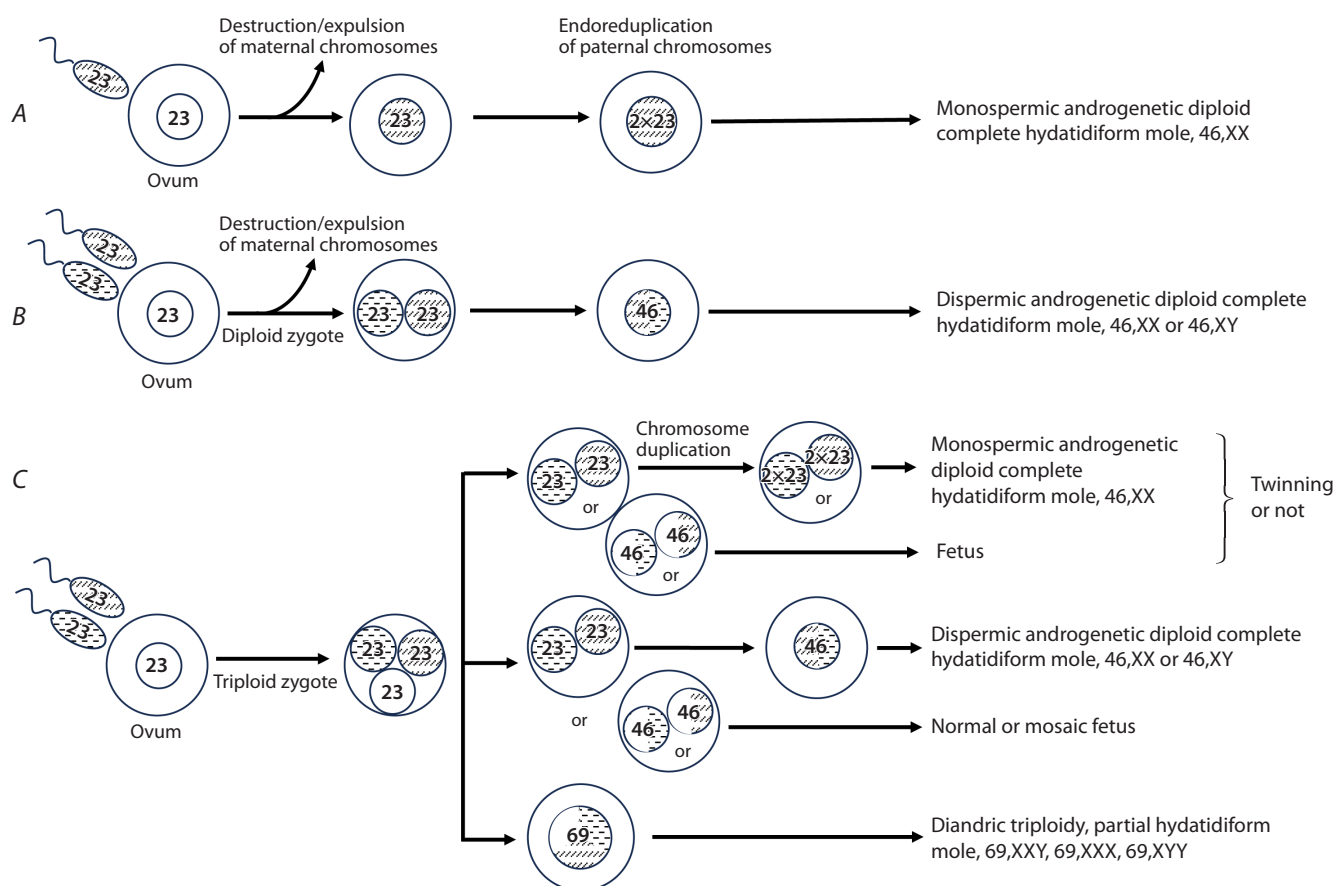 A
23
23
Ovum
Destruction/expulsion
of maternal chromosomes
23
Endoreduplication
of paternal chromosomes
2×23
Monospermic androgenetic diploid
complete hydatidiform mole, 46,XX
B
23
23
23
Ovum
Destruction/expulsion
of maternal chromosomes
Diploid zygote
23 23
46
Dispermic androgenetic diploid complete
hydatidiform mole, 46,XX or 46,XY
C
23
23
23
Ovum
Triploid zygote
23 23
23
23 23
or
Chromosome
duplication
2×23 2×23
or
Monospermic androgenetic
diploid complete
hydatidiform mole, 46,XX
46 46
or
Fetus
Twinning
or not
23 23
46
Dispermic androgenetic diploid complete
hydatidiform mole, 46,XX or 46,XY
or
46 46
or
Normal or mosaic fetus
69
Diandric triploidy, partial hydatidiform
mole, 69,XXY, 69,XXX, 69,XYY